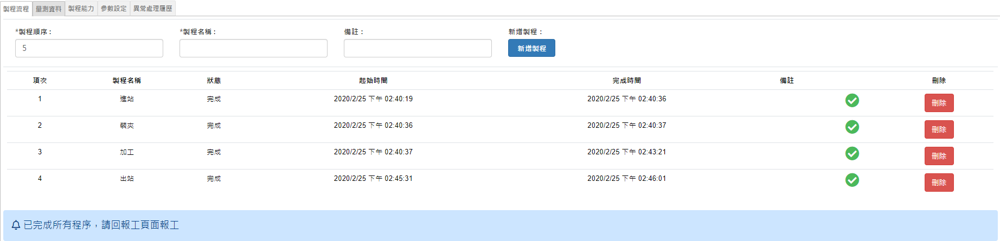 製程流程 量測資料 製程能力 參數設定 異常處理履歷
*製程順序： *製程名稱： 備註： 新增製程：
5 新增製程
項次 製程名稱 狀態 起始時間 完成時間 備註 刪除
1 進站 完成 2020/2/25 下午 02:40:19 2020/2/25 下午 02:40:36 刪除
2 裝夾 完成 2020/2/25 下午 02:40:36 2020/2/25 下午 02:40:37 刪除
3 加工 完成 2020/2/25 下午 02:40:37 2020/2/25 下午 02:43:21 刪除
4 出站 完成 2020/2/25 下午 02:45:31 2020/2/25 下午 02:46:01 刪除
已完成所有程序，請回報工頁面報工